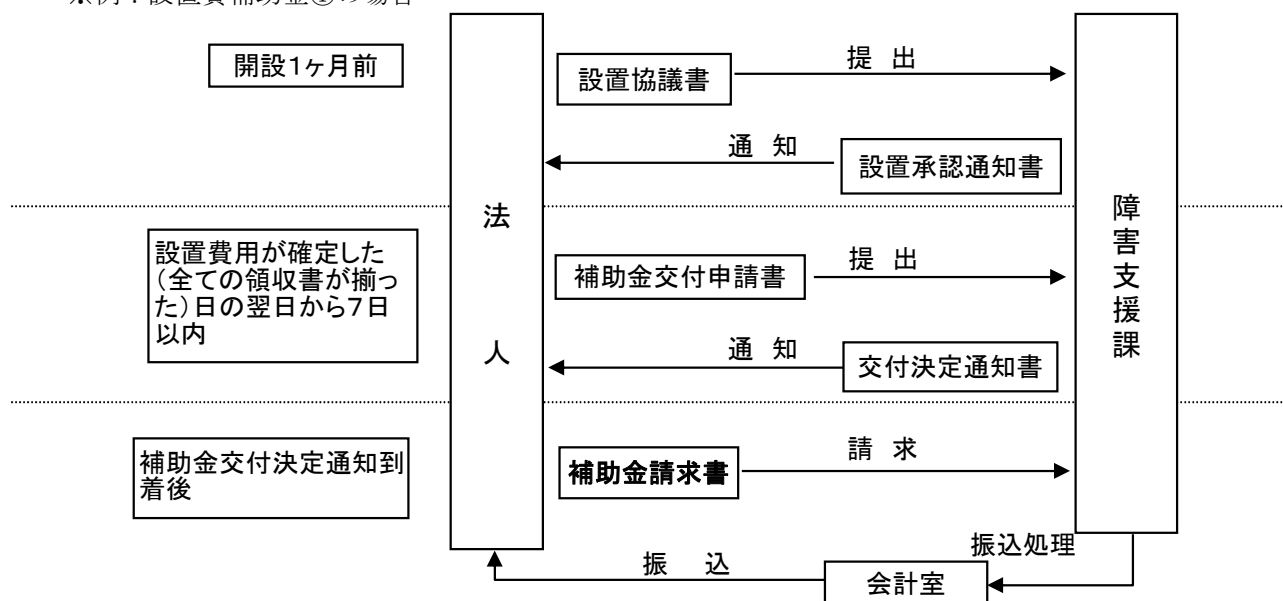 ※例：設置費補助金①の場合
開設1ヶ月前
設置協議書
提 出
通 知
設置承認通知書
法 人
障害支援課
設置費用が確定した
（全ての領収書が揃っ
た）日の翌日から7日
以内
補助金交付申請書
提 出
通 知
交付決定通知書
補助金交付決定通知到
着後
補助金請求書
請 求
振込処理
振 込
会計室